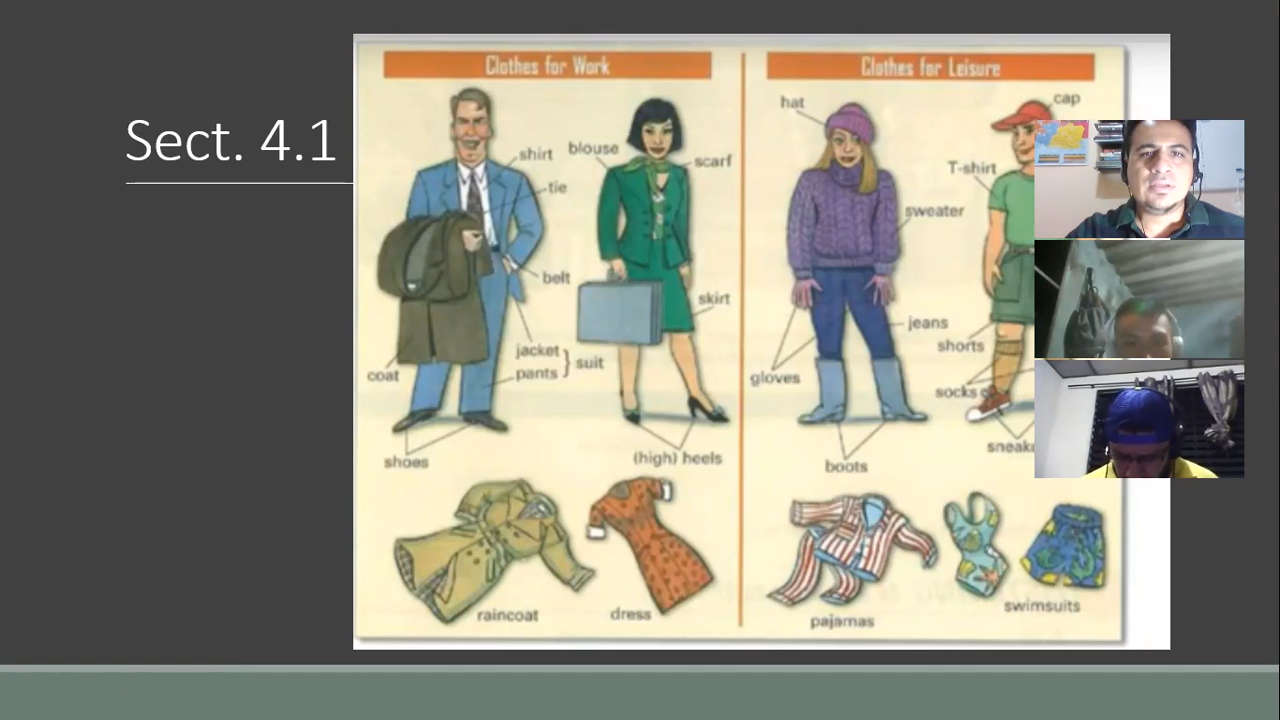 Sect. 4.1
Clothes for Work
shirt
blouse
scarf
tie
belt
skirt
jacket
pants
suit
coat
shoes
(high) heels
raincoat
dress
Clothes for Leisure
hat
cap
T-shirt
sweater
jeans
shorts
gloves
socks
boots
pajamas
swimsuits